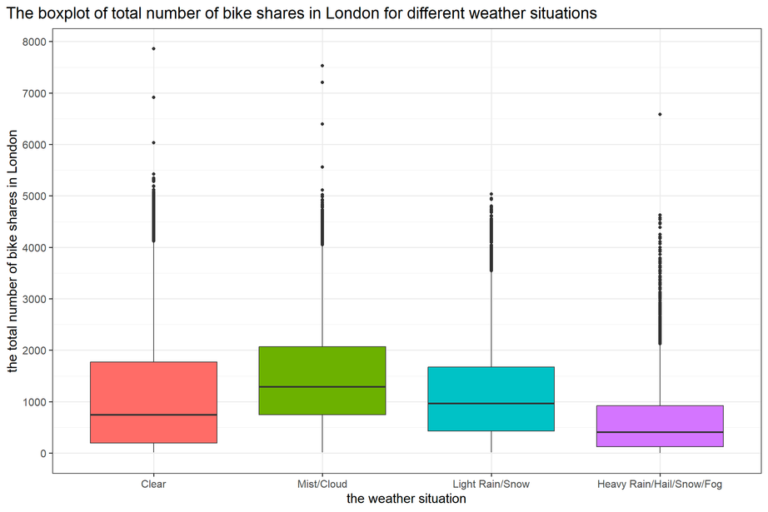 The boxplot of total number of bike shares in London for different weather situations
the total number of bike shares in London
8000
7000
6000
5000
4000
3000
2000
1000
0
Clear
Mist/Cloud
Light Rain/Snow
Heavy Rain/Hail/Snow/Fog
the weather situation